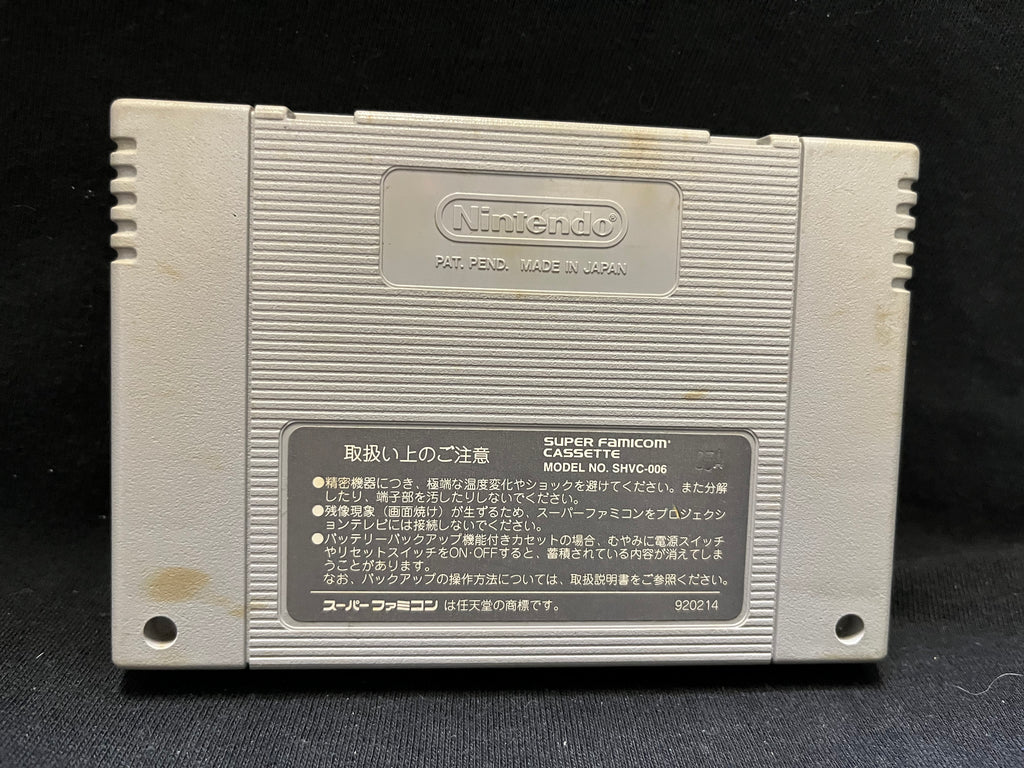 Nintendo®
PAT. PEND. MADE IN JAPAN
取扱い上のご注意
SUPER FAMICOM
CASSETTE
MODEL NO. SHVC-006
●精密機器につき、極端な温度変化やショックを避けてください。また分解
したり、端子部を汚したりしないでください。
●残像現象（画面焼け）が生ずるため、スーパーファミコンをプロジェクシ
ョンテレビには接続しないでください。
●バッテリーバックアップ機能付きカセットの場合、むやみに電源スイッチ
やリセットスイッチをON·OFFすると、蓄積されている内容が消えてしま
うことがあります。
なお、バックアップの操作方法については、取扱説明書をご参照ください。
スーパーファミコン は任天堂の商標です。
920214